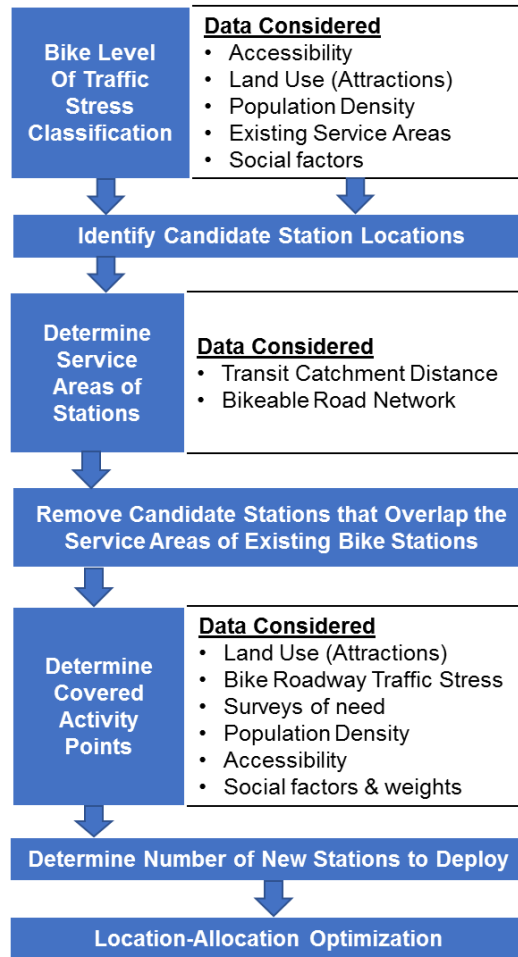 Bike Level
Of Traffic
Stress
Classification
Data Considered
• Accessibility
• Land Use (Attractions)
• Population Density
• Existing Service Areas
• Social factors
Identify Candidate Station Locations
Determine
Service
Areas of
Stations
Data Considered
• Transit Catchment Distance
• Bikeable Road Network
Remove Candidate Stations that Overlap the
Service Areas of Existing Bike Stations
Determine
Covered
Activity
Points
Data Considered
• Land Use (Attractions)
• Bike Roadway Traffic Stress
• Surveys of need
• Population Density
• Accessibility
• Social factors & weights
Determine Number of New Stations to Deploy
Location-Allocation Optimization